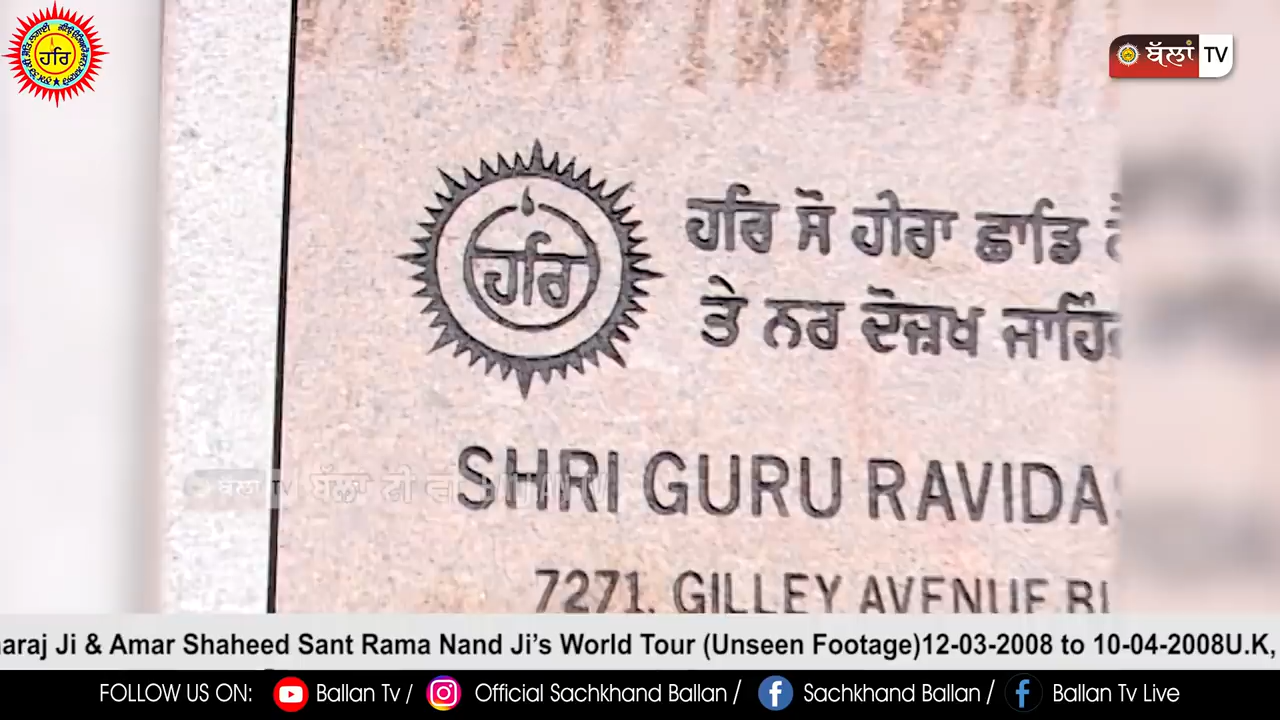 ਹਰਿ
ਬੱਲਾਂ TV
ਹਰਿ
ਹਰਿ ਸੋ ਹੀਰਾ ਛਾਡਿ
ਤੇ ਨਰ ਦੋਜ਼ਖ
SHRI GURU
7271, GILLEY AVENUE
Ji & Amar Shaheed Sant Rama Nand Ji's World Tour (Unseen Footage)12-03-2008 to 10-04-2008U.K,
FOLLOW US ON: Ballan Tv / Official Sachkhand Ballan / Sachkhand Ballan / Ballan Tv Live